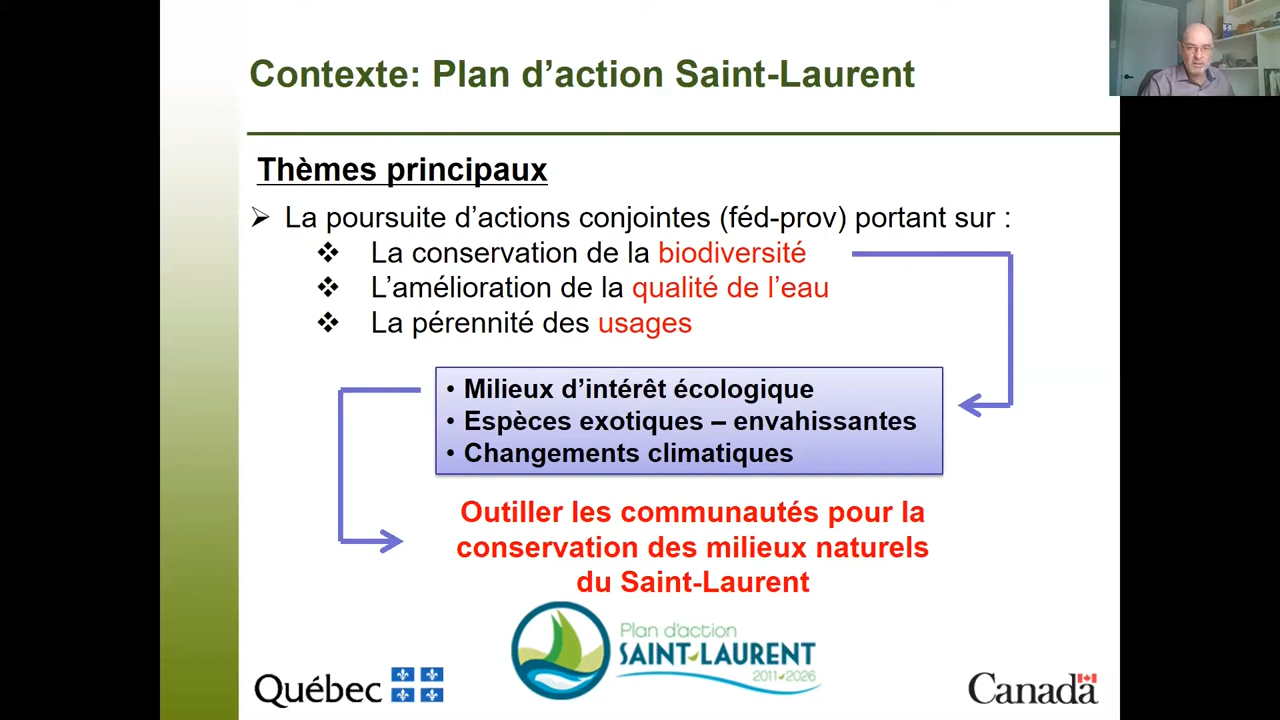 Contexte: Plan d’action Saint-Laurent
Thèmes principaux
La poursuite d’actions conjointes (féd-prov) portant sur :
La conservation de la biodiversité
L’amélioration de la qualité de l’eau
La pérennité des usages
• Milieux d’intérêt écologique
• Espèces exotiques – envahissantes
• Changements climatiques
Outiller les communautés pour la
conservation des milieux naturels
du Saint-Laurent
Plan d’action
SAINT-LAURENT
2011-2026
Québec
Canada